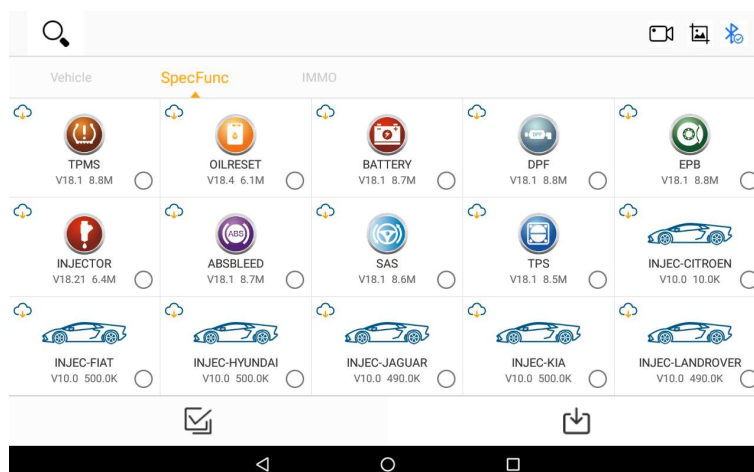 Vehicle SpecFunc IMMO
TPMS
V18.1 8.8M
OILRESET
V18.4 6.1M
BATTERY
V18.1 8.7M
DPF
DPF
V18.1 8.8M
EPB
V18.1 8.8M
INJECTOR
V18.21 6.4M
ABS
ABSBLEED
V18.1 8.7M
SAS
V18.1 8.6M
TPS
V18.1 8.5M
INJEC-CITROEN
V10.0 10.0K
INJEC-FIAT
V10.0 500.0K
INJEC-HYUNDAI
V10.0 500.0K
INJEC-JAGUAR
V10.0 490.0K
INJEC-KIA
V10.0 500.0K
INJEC-LANDROVER
V10.0 490.0K